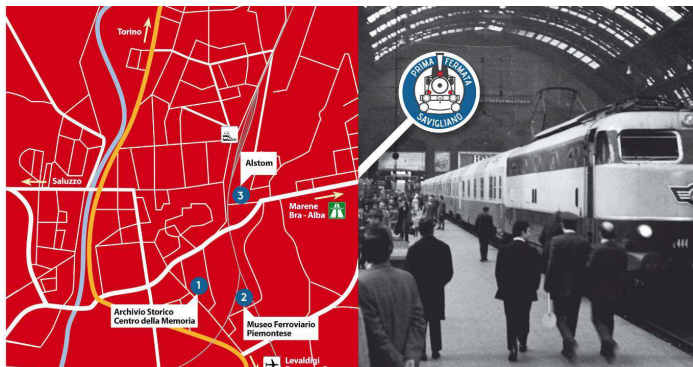 Torino
Saluzzo
Alstom
3
Marene
Bra - Alba
1
2
Archivio Storico
Centro della Memoria
Museo Ferroviario
Piemontese
Levaldigi
PRIMA FERMATA
SAVIGLIANO
Informazioni